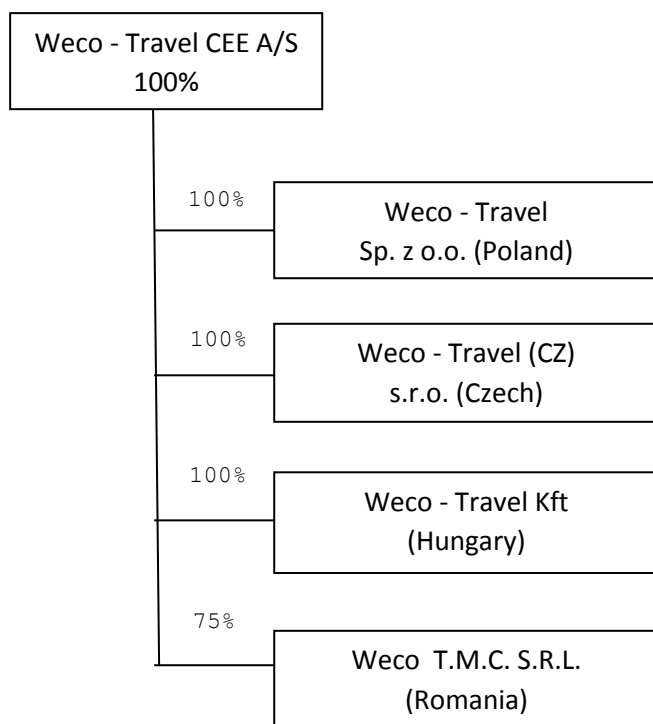 Weco - Travel CEE A/S
100%
100%
Weco - Travel
Sp. z o.o. (Poland)
100%
Weco - Travel (CZ)
s.r.o. (Czech)
100%
Weco - Travel Kft
(Hungary)
75%
Weco T.M.C. S.R.L.
(Romania)